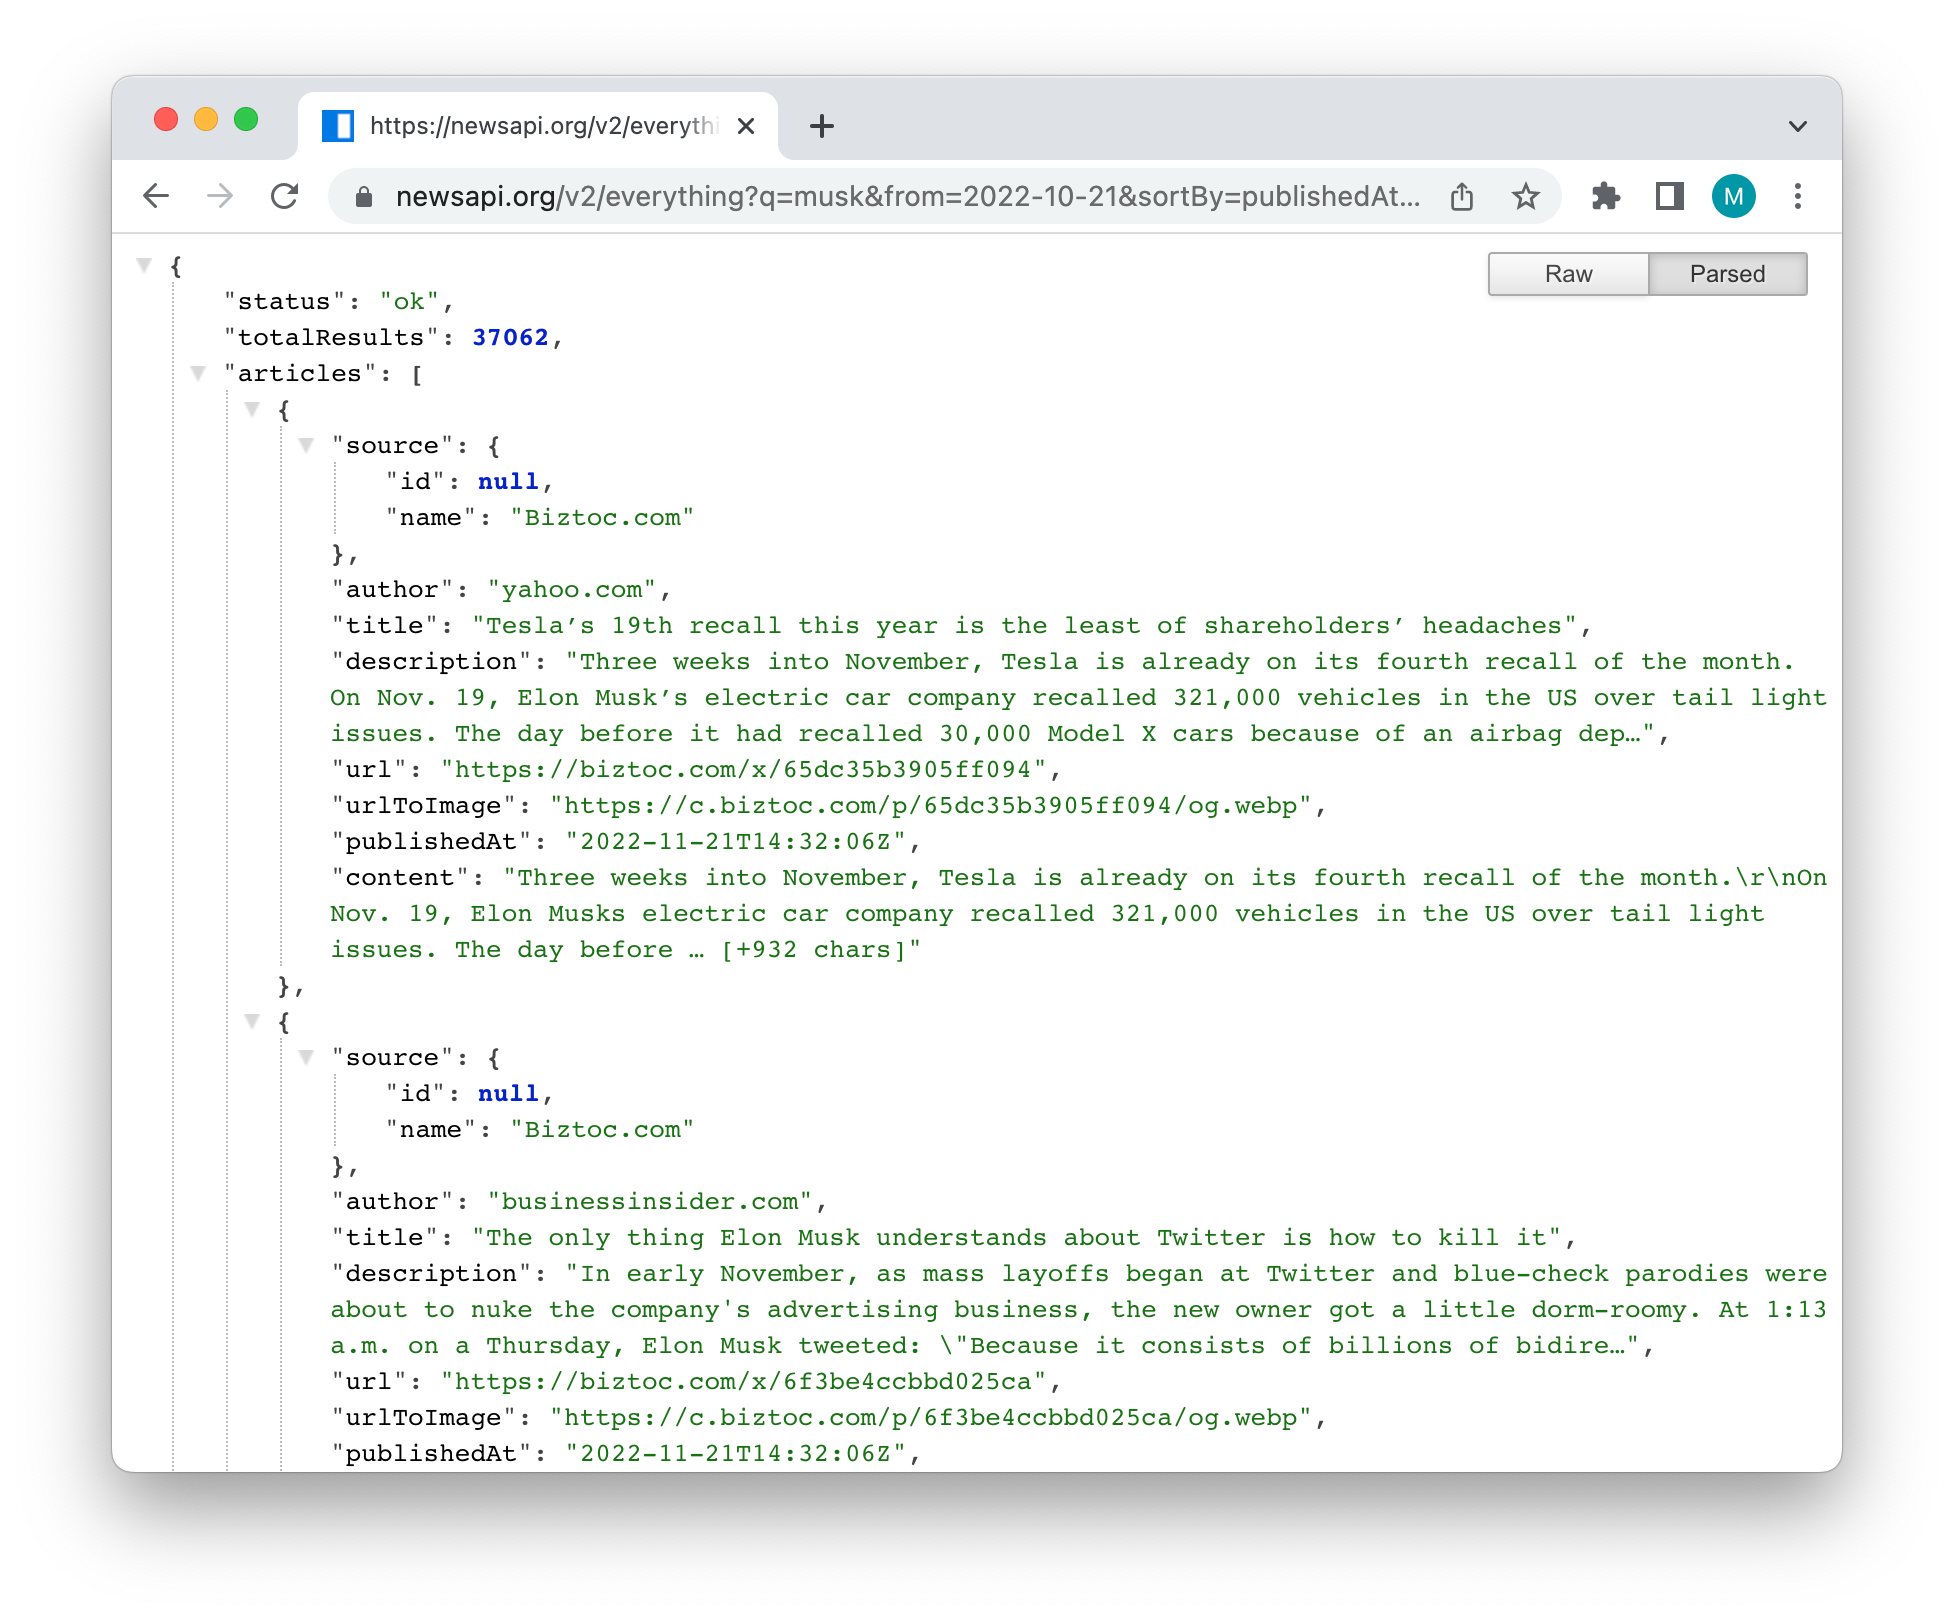 https://newsapi.org/v2/everythi
newsapi.org/v2/everything?q=musk&from=2022-10-21&sortBy=publishedAt...
M
Raw
Parsed
{
"status": "ok",
"totalResults": 37062,
"articles": [
{
"source": {
"id": null,
"name": "Biztoc.com"
},
"author": "yahoo.com",
"title": "Tesla’s 19th recall this year is the least of shareholders’ headaches",
"description": "Three weeks into November, Tesla is already on its fourth recall of the month.
On Nov. 19, Elon Musk’s electric car company recalled 321,000 vehicles in the US over tail light
issues. The day before it had recalled 30,000 Model X cars because of an airbag dep…",
"url": "https://biztoc.com/x/65dc35b3905ff094",
"urlToImage": "https://c.biztoc.com/p/65dc35b3905ff094/og.webp",
"publishedAt": "2022-11-21T14:32:06Z",
"content": "Three weeks into November, Tesla is already on its fourth recall of the month.\r\nOn
Nov. 19, Elon Musks electric car company recalled 321,000 vehicles in the US over tail light
issues. The day before … [+932 chars]"
},
{
"source": {
"id": null,
"name": "Biztoc.com"
},
"author": "businessinsider.com",
"title": "The only thing Elon Musk understands about Twitter is how to kill it",
"description": "In early November, as mass layoffs began at Twitter and blue-check parodies were
about to nuke the company's advertising business, the new owner got a little dorm-roomy. At 1:13
a.m. on a Thursday, Elon Musk tweeted: \"Because it consists of billions of bidire…",
"url": "https://biztoc.com/x/6f3be4ccbbd025ca",
"urlToImage": "https://c.biztoc.com/p/6f3be4ccbbd025ca/og.webp",
"publishedAt": "2022-11-21T14:32:06Z",